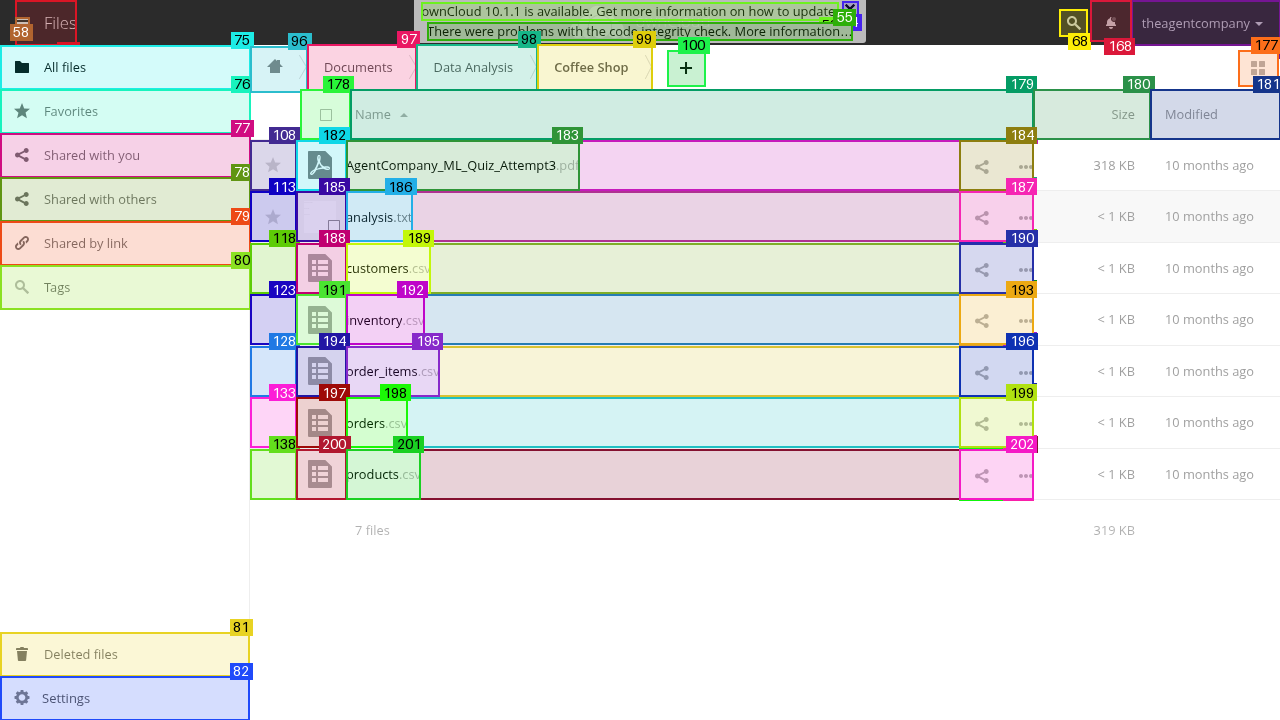 ownCloud 10.1.1 is available. Get more information on how to update
There were problems with the code integrity check. More information...
55
58
Files
68
168
theagentcompany
75
96
97
98
99
100
177
All files
Documents
Data Analysis
Coffee Shop
+
76
178
179
180
181
Favorites
Name
Size
Modified
77
108
182
183
184
Shared with you
AgentCompany_ML_Quiz_Attempt3.pdf
318 KB
10 months ago
78
113
185
186
187
Shared with others
analysis.txt
< 1 KB
10 months ago
79
118
188
189
190
Shared by link
customers.csv
< 1 KB
10 months ago
80
123
191
192
193
Tags
inventory.csv
< 1 KB
10 months ago
128
194
195
196
order_items.csv
< 1 KB
10 months ago
133
197
198
199
orders.csv
< 1 KB
10 months ago
138
200
201
202
products.csv
< 1 KB
10 months ago
7 files
319 KB
81
Deleted files
82
Settings